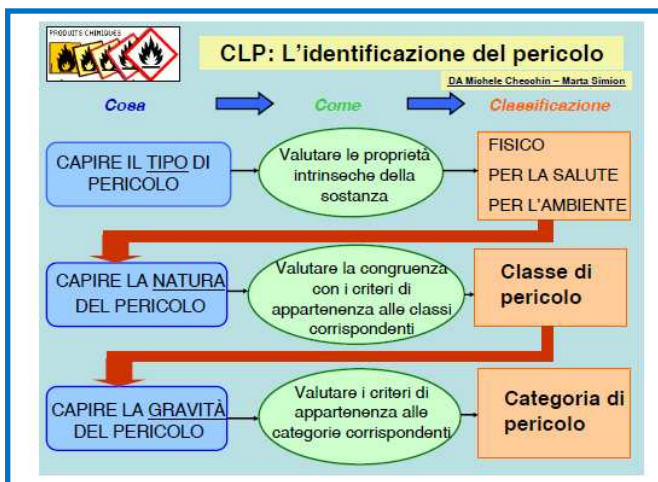 PRODUITS CHIMIQUES
CLP: L'identificazione del pericolo
DA Michele Checchin – Marta Simion
Cosa
Come
Classificazione
CAPIRE IL TIPO DI
PERICOLO
Valutare le proprietà
intrinseche della
sostanza
FISICO
PER LA SALUTE
PER L'AMBIENTE
CAPIRE LA NATURA
DEL PERICOLO
Valutare la congruenza
con i criteri di
appartenenza alle classi
corrispondenti
Classe di
pericolo
CAPIRE LA GRAVITÀ
DEL PERICOLO
Valutare i criteri di
appartenenza alle
categorie corrispondenti
Categoria di
pericolo